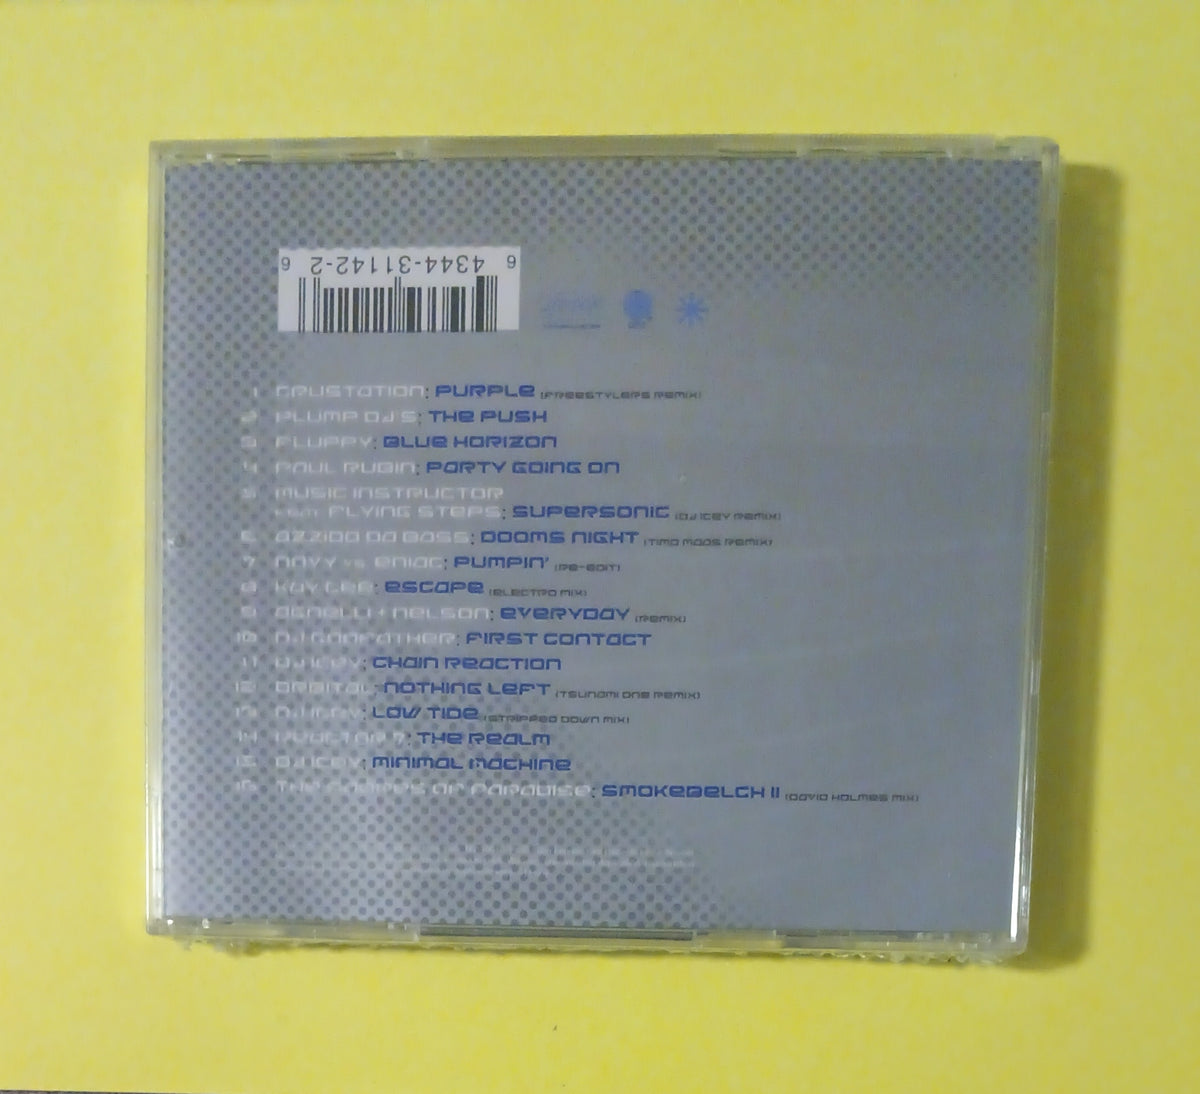 6 4344-31142-2 6
1 CRUSTATION: PURPLE (FREESTYLERS REMIX)
2 PLUMP DJ'S: THE PUSH
3 FLUPPY: BLUE HORIZON
4 PAUL RUBIN: PARTY GOING ON
5 MUSIC INSTRUCTOR
FEAT. FLYING STEPS: SUPERSONIC (DJ ICEY REMIX)
6 AZZIDO DA BASS: DOOMS NIGHT (TIMO MAAS REMIX)
7 NAVY VS. ENIAC: PUMPIN' (RE-EDIT)
8 KAY CEE: ESCAPE (ELECTRO MIX)
9 AGNELLI + NELSON: EVERYDAY (REMIX)
10 DJ GODFATHER: FIRST CONTACT
11 DJ ICEY: CHAIN REACTION
12 ORBITAL: NOTHING LEFT (TSUNAMI ONE REMIX)
13 DJ ICEY: LOW TIDE (STRIPPED DOWN MIX)
14 REACTOR 7: THE REALM
15 DJ ICEY: MINIMAL MACHINE
16 THE SABRES OF PARADISE: SMOKEBELCH II (DAVID HOLMES MIX)